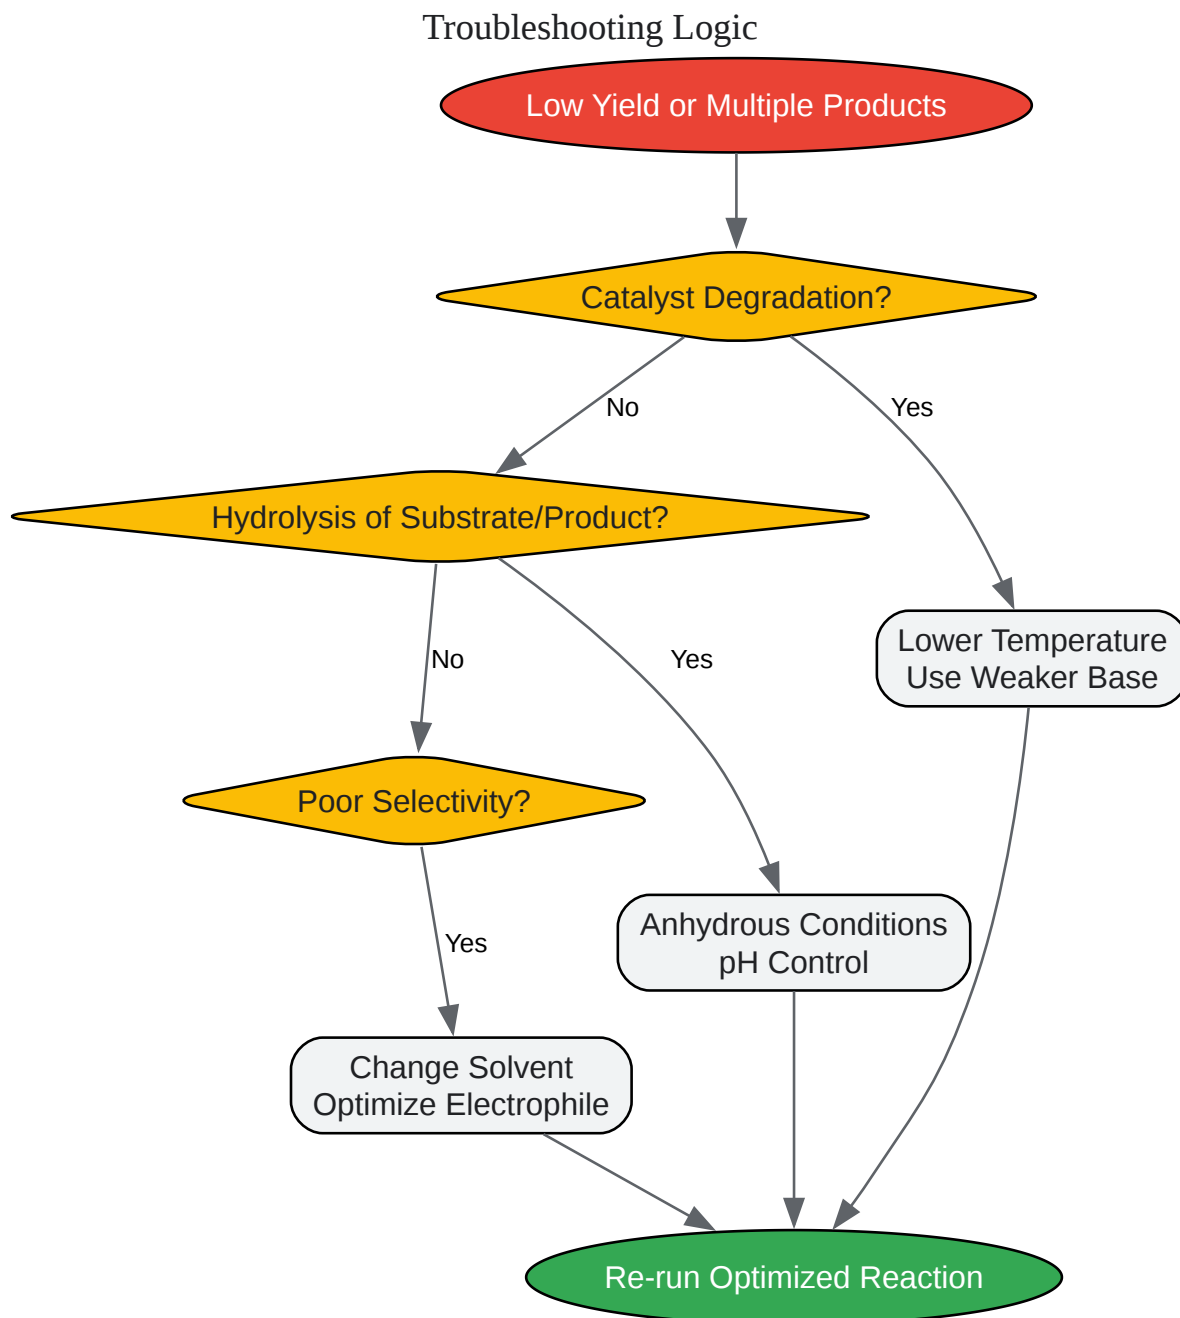 Troubleshooting Logic
Low Yield or Multiple Products
Catalyst Degradation?
No
Yes
Hydrolysis of Substrate/Product?
No
Yes
Lower Temperature
Use Weaker Base
Poor Selectivity?
Yes
Anhydrous Conditions
pH Control
Change Solvent
Optimize Electrophile
Re-run Optimized Reaction